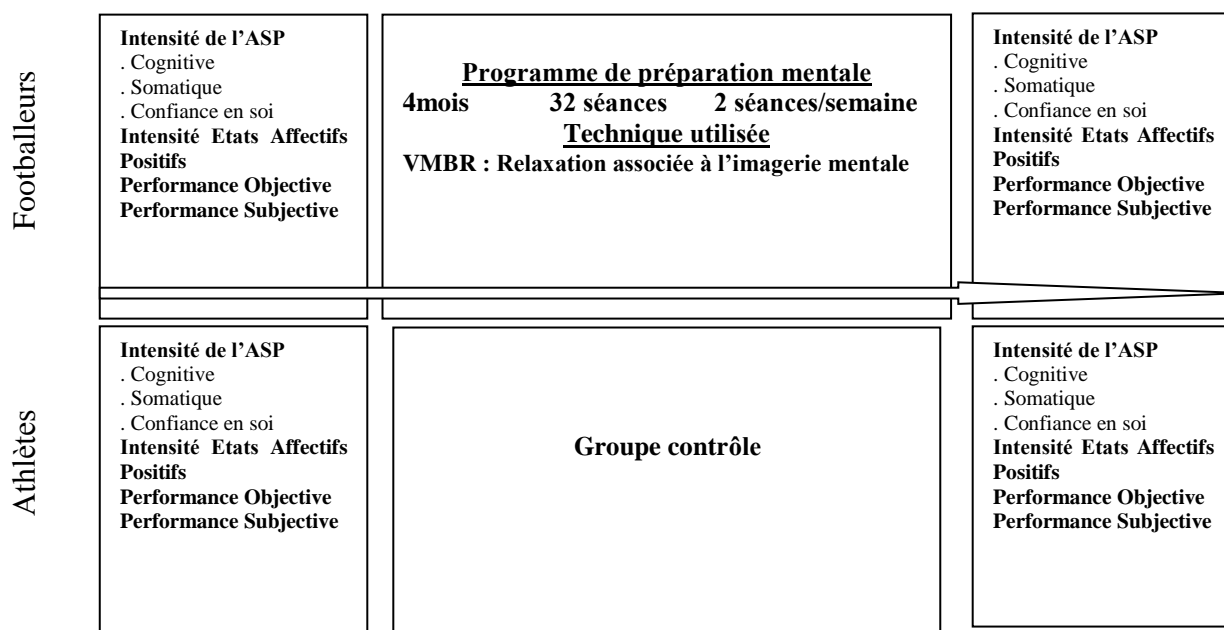 Footballeurs
Intensité de l’ASP
. Cognitive
. Somatique
. Confiance en soi
Intensité Etats Affectifs
Positifs
Performance Objective
Performance Subjective
Programme de préparation mentale
4mois 32 séances 2 séances/semaine
Technique utilisée
VMBR : Relaxation associée à l’imagerie mentale
Intensité de l’ASP
. Cognitive
. Somatique
. Confiance en soi
Intensité Etats Affectifs
Positifs
Performance Objective
Performance Subjective
Athlètes
Intensité de l’ASP
. Cognitive
. Somatique
. Confiance en soi
Intensité Etats Affectifs
Positifs
Performance Objective
Performance Subjective
Groupe contrôle
Intensité de l’ASP
. Cognitive
. Somatique
. Confiance en soi
Intensité Etats Affectifs
Positifs
Performance Objective
Performance Subjective